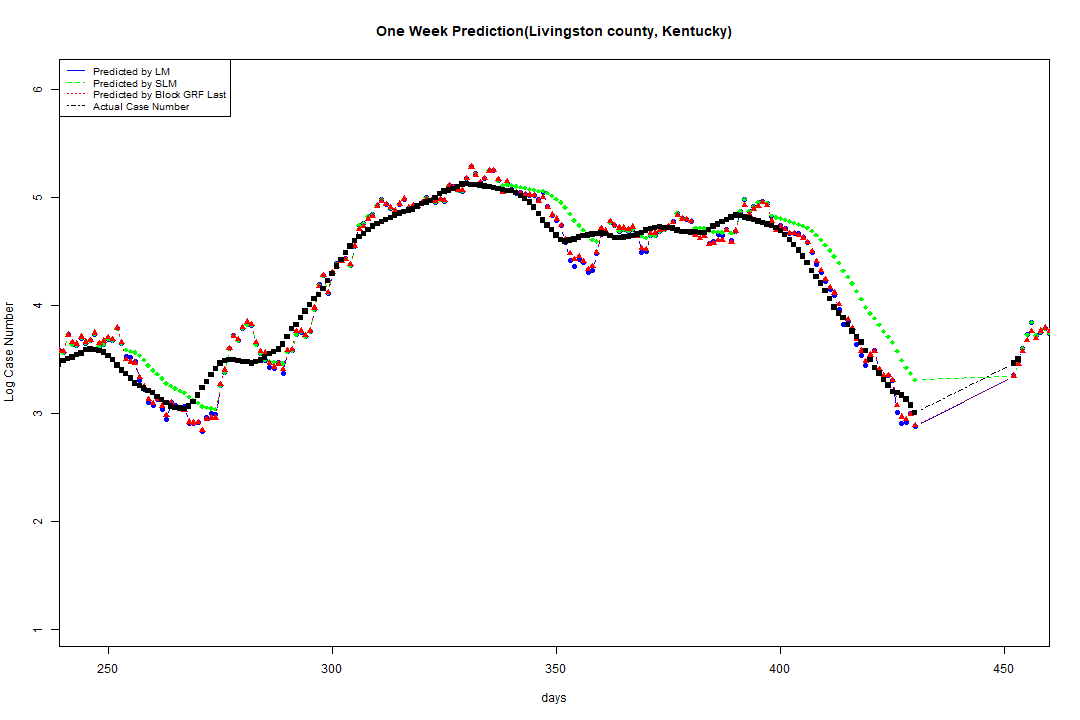 One Week Prediction(Livingston county, Kentucky)
Predicted by LM
Predicted by SLM
Predicted by Block GRF Last
Actual Case Number
6
5
4
3
2
1
Log Case Number
250
300
350
400
450
days